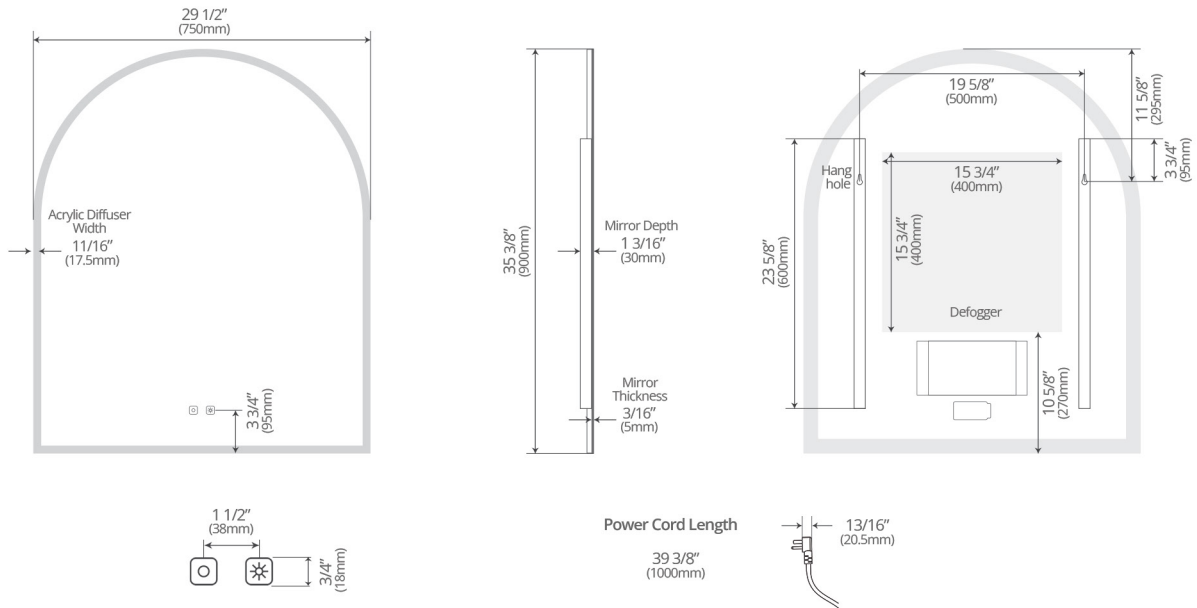 29 1/2”
(750mm)
Acrylic Diffuser
Width
11/16”
(17.5mm)
3 3/4”
(95mm)
35 3/8”
(900mm)
Mirror Depth
1 3/16”
(30mm)
Mirror
Thickness
3/16”
(5mm)
19 5/8”
(500mm)
11 5/8”
(295mm)
3 3/4”
(95mm)
Hang
hole
15 3/4”
(400mm)
15 3/4”
(400mm)
23 5/8”
(600mm)
Defogger
10 5/8”
(270mm)
1 1/2”
(38mm)
3/4”
(18mm)
Power Cord Length
39 3/8”
(1000mm)
13/16”
(20.5mm)